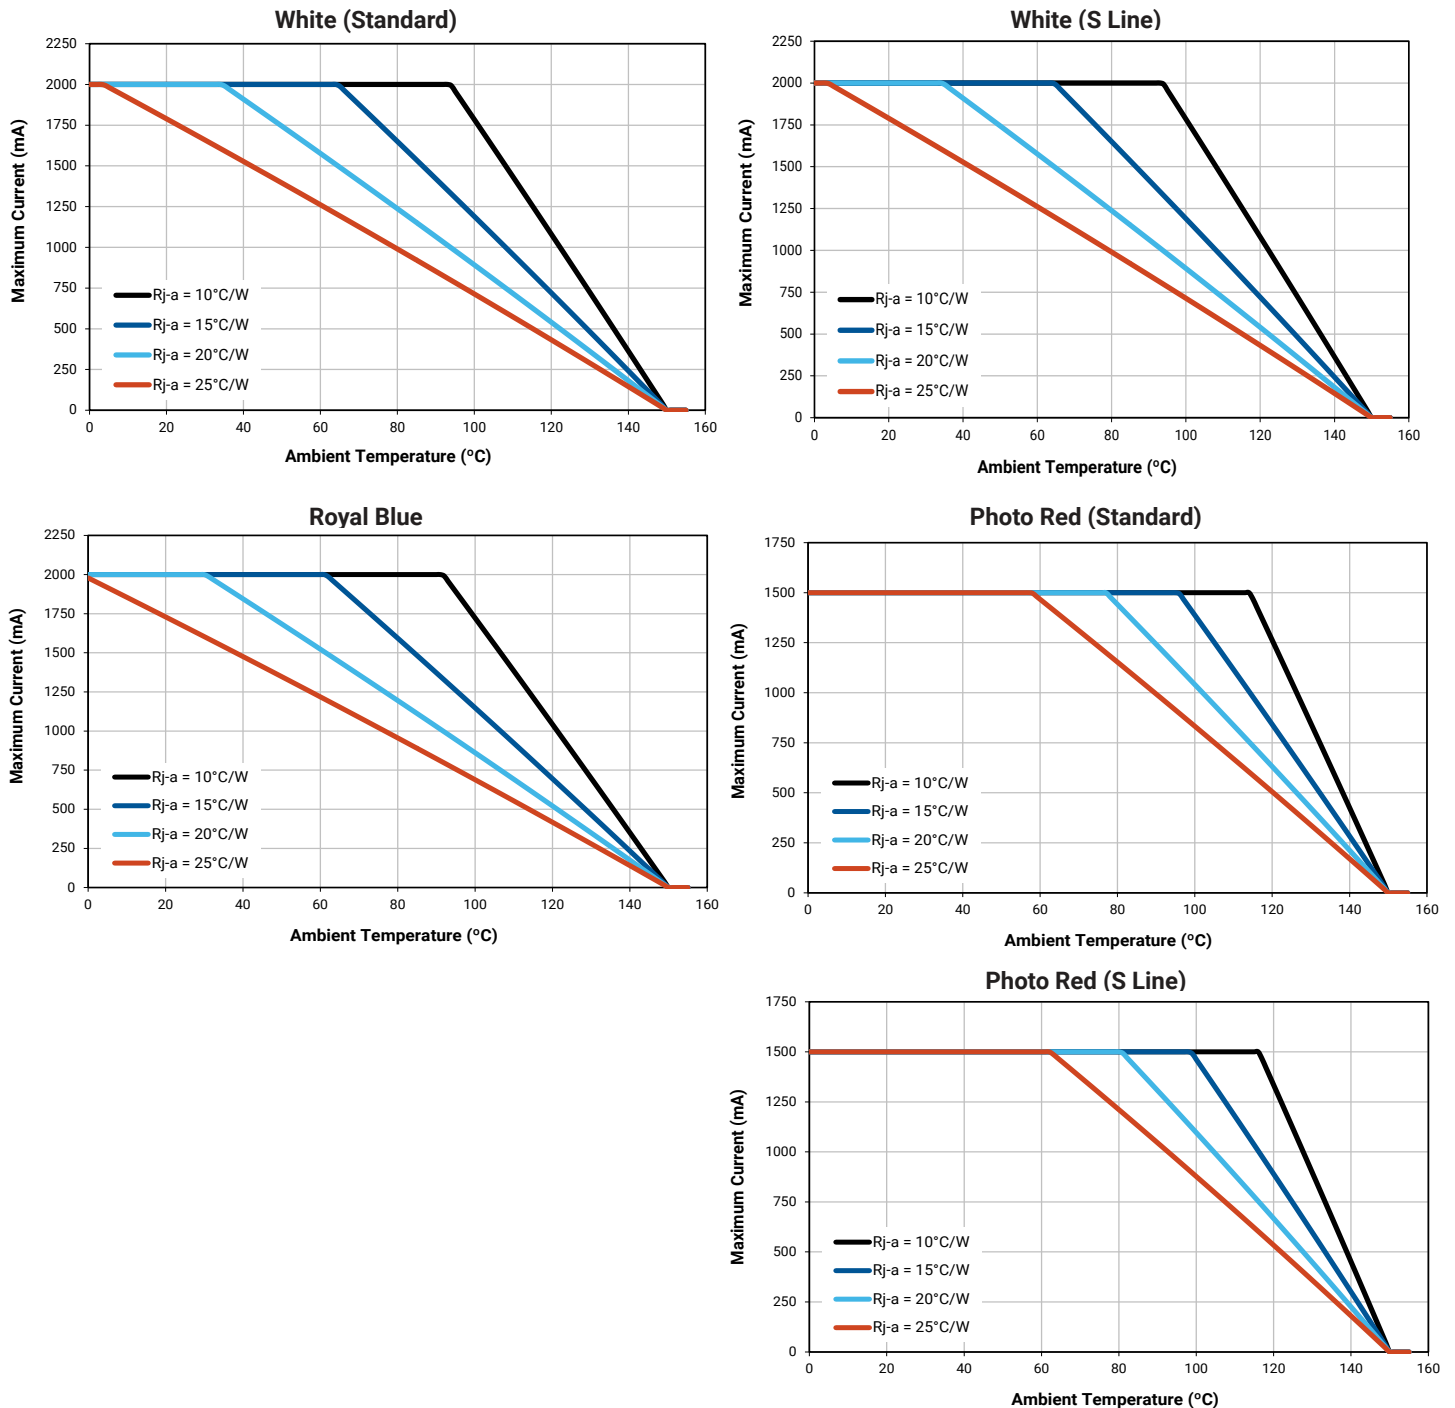 White (Standard)
Maximum Current (mA)
2250
2000
1750
1500
1250
1000
750
500
250
0
Rj-a = 10°C/W
Rj-a = 15°C/W
Rj-a = 20°C/W
Rj-a = 25°C/W
0 20 40 60 80 100 120 140 160
Ambient Temperature (ºC)
White (S Line)
Maximum Current (mA)
2250
2000
1750
1500
1250
1000
750
500
250
0
Rj-a = 10°C/W
Rj-a = 15°C/W
Rj-a = 20°C/W
Rj-a = 25°C/W
0 20 40 60 80 100 120 140 160
Ambient Temperature (ºC)
Royal Blue
Maximum Current (mA)
2250
2000
1750
1500
1250
1000
750
500
250
0
Rj-a = 10°C/W
Rj-a = 15°C/W
Rj-a = 20°C/W
Rj-a = 25°C/W
0 20 40 60 80 100 120 140 160
Ambient Temperature (ºC)
Photo Red (Standard)
Maximum Current (mA)
1750
1500
1250
1000
750
500
250
0
Rj-a = 10°C/W
Rj-a = 15°C/W
Rj-a = 20°C/W
Rj-a = 25°C/W
0 20 40 60 80 100 120 140 160
Ambient Temperature (ºC)
Photo Red (S Line)
Maximum Current (mA)
1750
1500
1250
1000
750
500
250
0
Rj-a = 10°C/W
Rj-a = 15°C/W
Rj-a = 20°C/W
Rj-a = 25°C/W
0 20 40 60 80 100 120 140 160
Ambient Temperature (ºC)